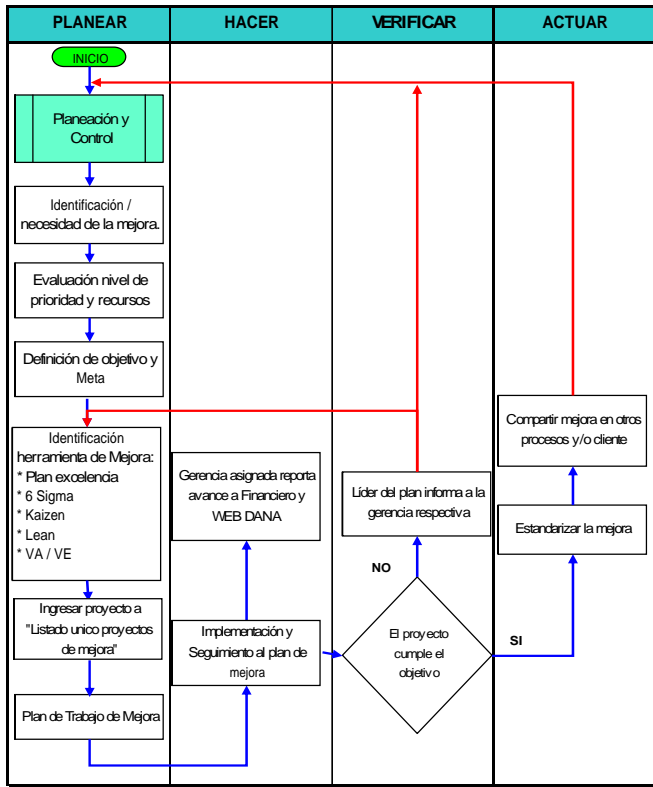 PLANEAR
HACER
VERIFICAR
ACTUAR
INICIO
Planeación y
Control
Identificación /
necesidad de la mejora.
Evaluación nivel de
prioridad y recursos
Definición de objetivo y
Meta
Identificación
herramienta de Mejora:
* Plan excelencia
* 6 Sigma
* Kaizen
* Lean
* VA / VE
Ingresar proyecto a
"Listado unico proyectos
de mejora"
Plan de Trabajo de Mejora
Gerencia asignada reporta
avance a Financiero y
WEB DANA
Implementación y
Seguimiento al plan de
mejora
Líder del plan informa a la
gerencia respectiva
NO
El proyecto
cumple el
objetivo
SI
Compartir mejora en otros
procesos y/o cliente
Estandarizar la mejora